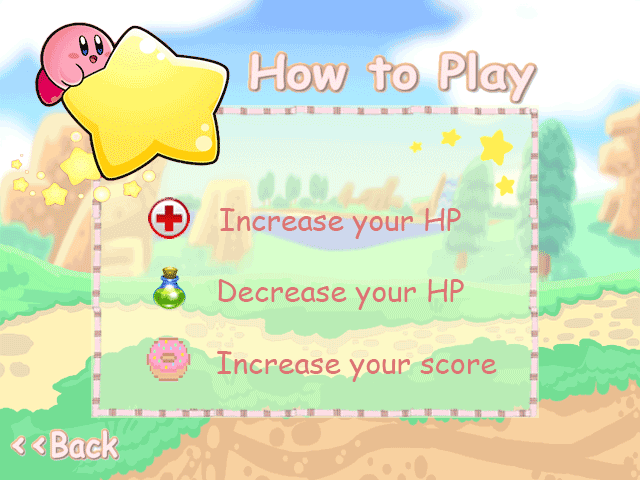 How to Play
Increase your HP
Decrease your HP
Increase your score
<<Back